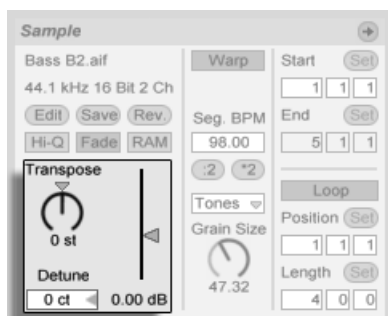 Sample
Bass B2.aif
44.1 kHz 16 Bit 2 Ch
Edit Save Rev.
Hi-Q Fade RAM
Transpose
0 st
Detune
0 ct 0.00 dB
Warp
Seg. BPM
98.00
:2 *2
Tones
Grain Size
47.32
Start Set
1 1 1
End Set
5 1 1
Loop
Position Set
1 1 1
Length Set
4 0 0